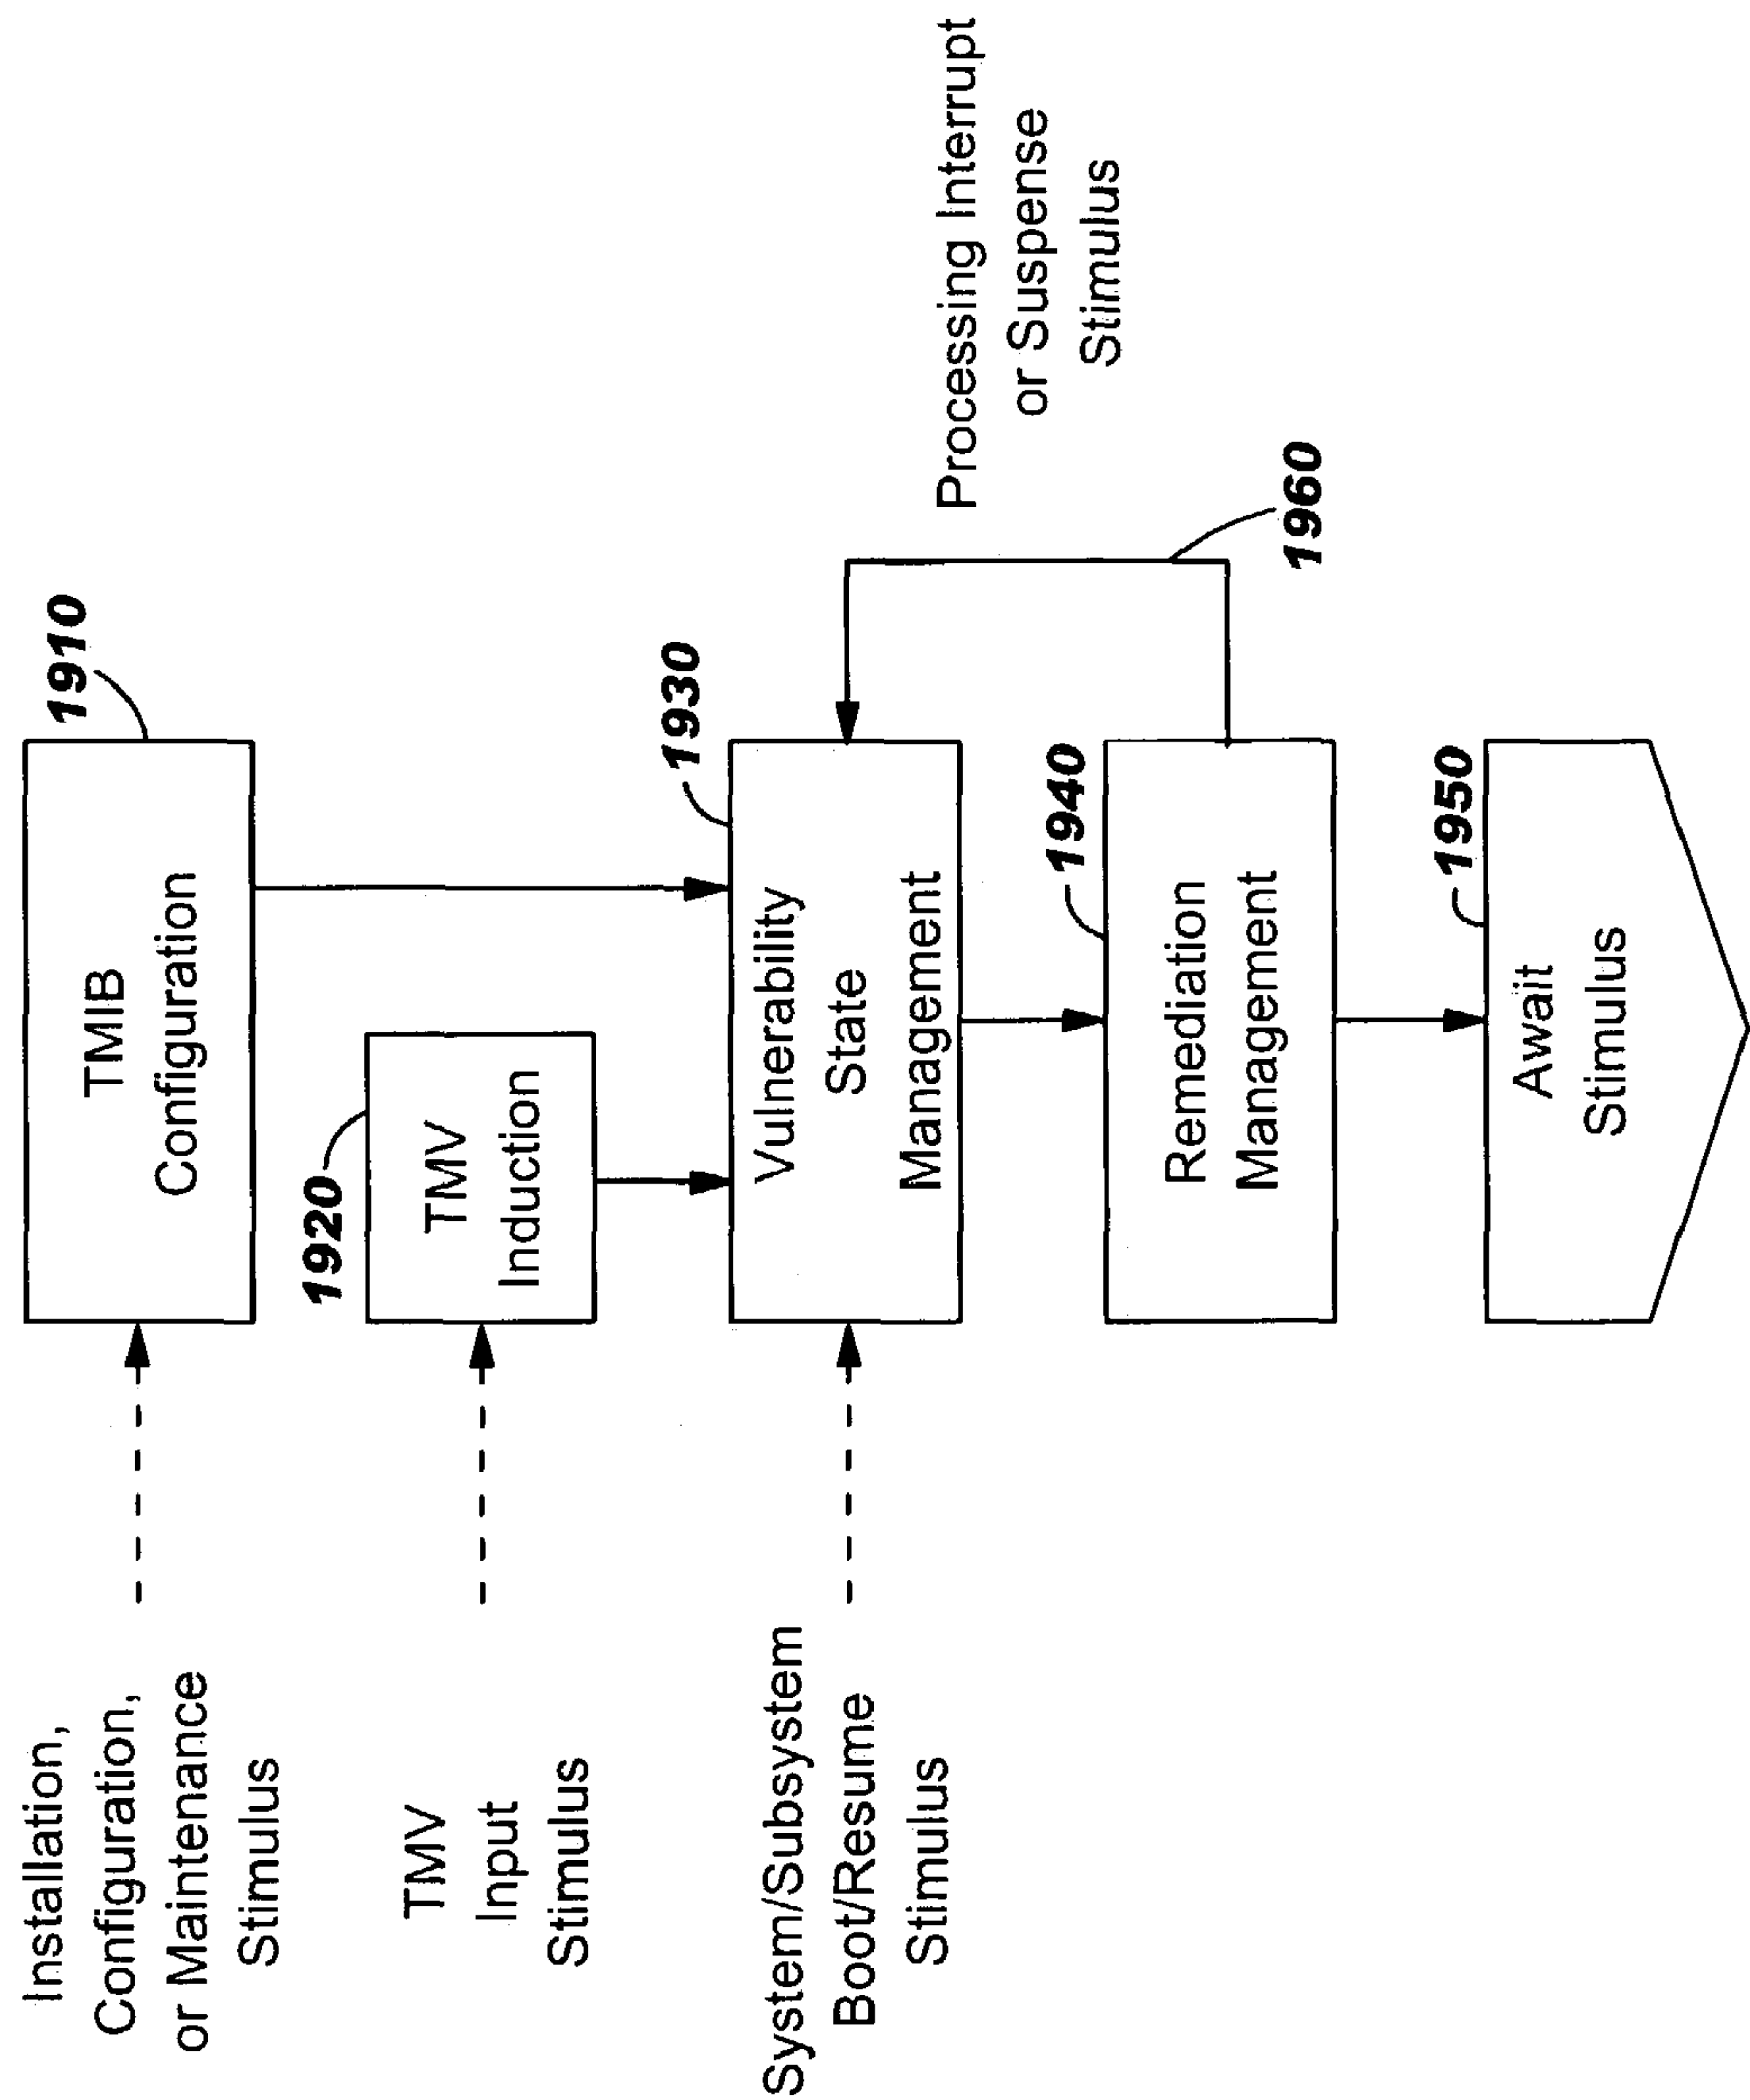 Installation,
Configuration,
or Maintenance
Stimulus
1910
TMIB
Configuration
TMV
Input
Stimulus
1920
TMV
Induction
System/Subsystem
Boot/Resume
Stimulus
1930
Vulnerability
State
Management
Processing Interrupt
or Suspense
Stimulus
1960
1940
Remediation
Management
1950
Await
Stimulus